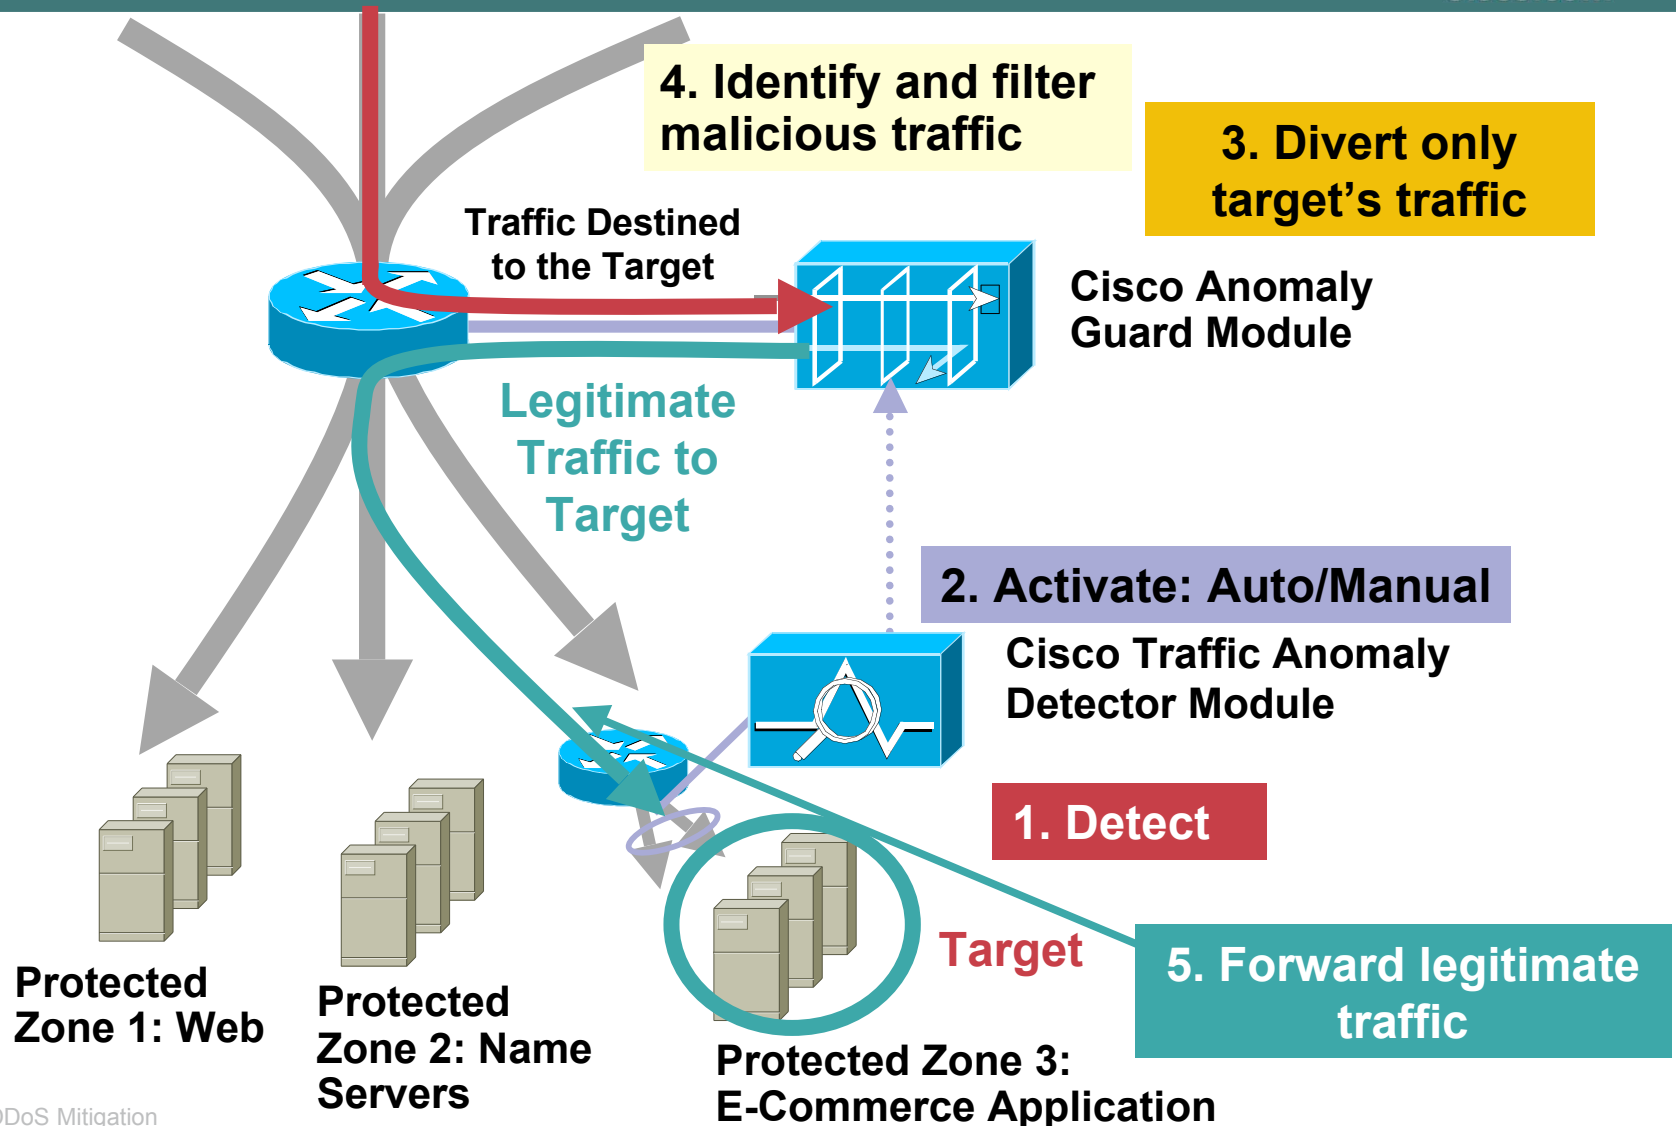 4. Identify and filter
malicious traffic
3. Divert only
target’s traffic
Traffic Destined
to the Target
Cisco Anomaly
Guard Module
Legitimate
Traffic to
Target
2. Activate: Auto/Manual
Cisco Traffic Anomaly
Detector Module
1. Detect
Target
5. Forward legitimate
traffic
Protected
Zone 1: Web
Protected
Zone 2: Name
Servers
Protected Zone 3:
E-Commerce Application
DDoS Mitigation